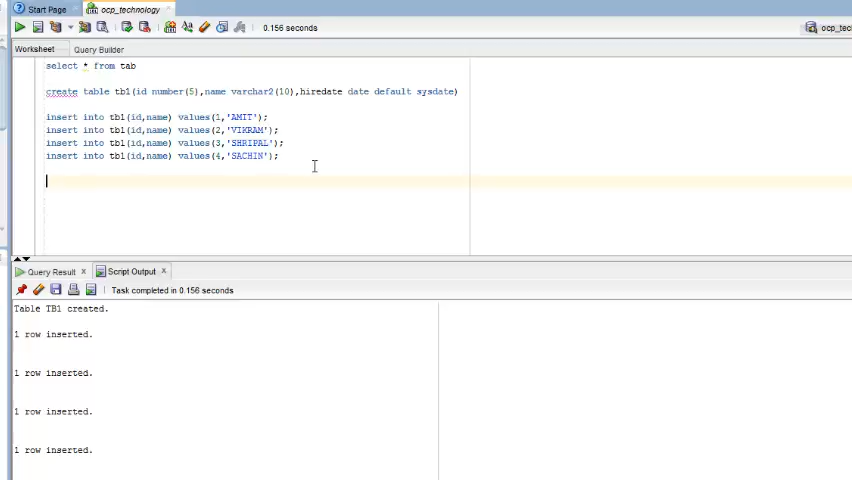 Start Page
ocp_technology
0.156 seconds
ocp_tec
Worksheet Query Builder
select * from tab
create table tb1(id number(5),name varchar2(10),hiredate date default sysdate)
insert into tb1(id,name) values(1,'AMIT');
insert into tb1(id,name) values(2,'VIKRAM');
insert into tb1(id,name) values(3,'SHRIPAL');
insert into tb1(id,name) values(4,'SACHIN');
Query Result x Script Output x
Task completed in 0.156 seconds
Table TB1 created.
1 row inserted.
1 row inserted.
1 row inserted.
1 row inserted.